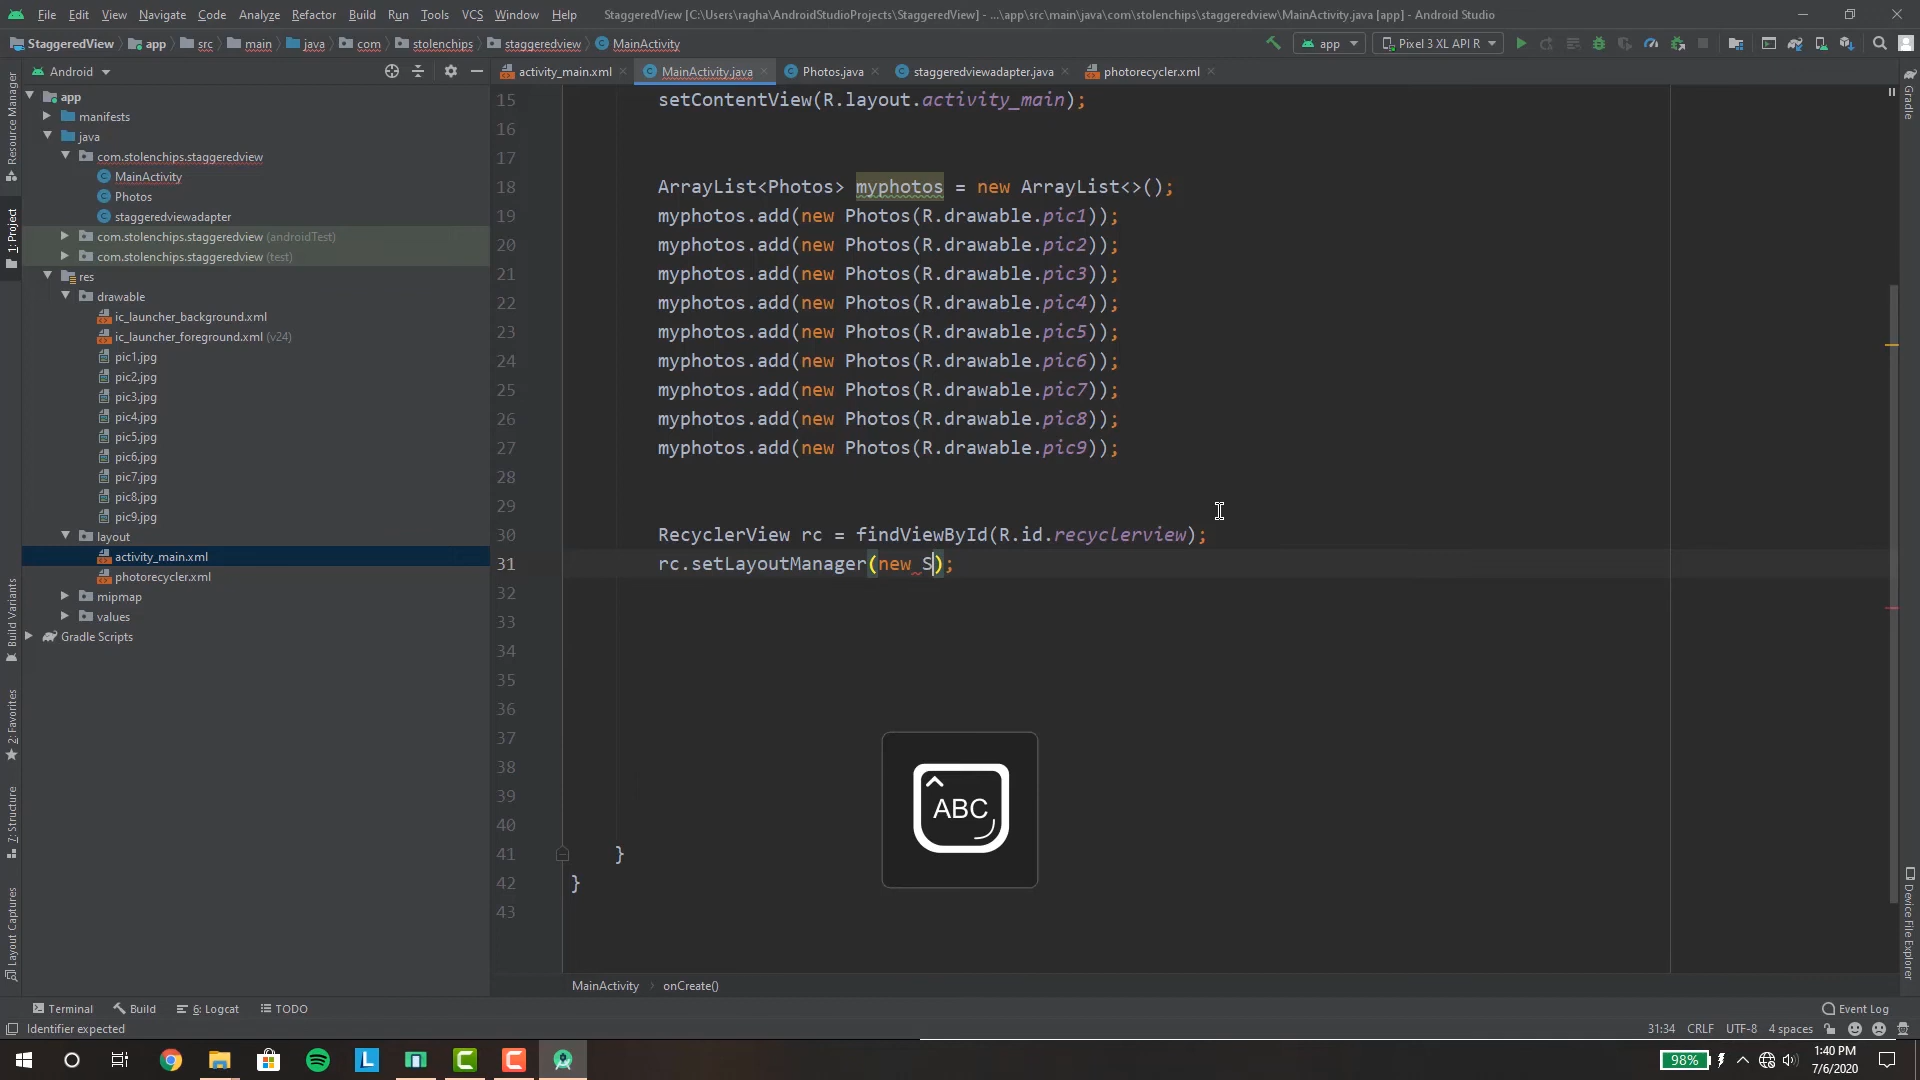 File Edit View Navigate Code Analyze Refactor Build Run Tools VCS Window Help StaggeredView [C:\Users\ragha\AndroidStudioProjects\StaggeredView] - ...\app\src\main\java\com\stolenchips\staggeredview\MainActivity.java [app] - Android Studio
StaggeredView app src main java com stolenchips staggeredview MainActivity app Pixel 3 XL API R
Android activity_main.xml MainActivity.java Photos.java staggeredviewadapter.java photorecycler.xml
Resource Manager
1: Project
Build Variants
2: Favorites
7: Structure
Layout Captures
app
manifests
java
com.stolenchips.staggeredview
MainActivity
Photos
staggeredviewadapter
com.stolenchips.staggeredview (androidTest)
com.stolenchips.staggeredview (test)
res
drawable
ic_launcher_background.xml
ic_launcher_foreground.xml (v24)
pic1.jpg
pic2.jpg
pic3.jpg
pic4.jpg
pic5.jpg
pic6.jpg
pic7.jpg
pic8.jpg
pic9.jpg
layout
activity_main.xml
photorecycler.xml
mipmap
values
Gradle Scripts
15 setContentView(R.layout.activity_main);
16
17
18 ArrayList<Photos> myphotos = new ArrayList<>();
19 myphotos.add(new Photos(R.drawable.pic1));
20 myphotos.add(new Photos(R.drawable.pic2));
21 myphotos.add(new Photos(R.drawable.pic3));
22 myphotos.add(new Photos(R.drawable.pic4));
23 myphotos.add(new Photos(R.drawable.pic5));
24 myphotos.add(new Photos(R.drawable.pic6));
25 myphotos.add(new Photos(R.drawable.pic7));
26 myphotos.add(new Photos(R.drawable.pic8));
27 myphotos.add(new Photos(R.drawable.pic9));
28
29
30 RecyclerView rc = findViewById(R.id.recyclerview);
31 rc.setLayoutManager(new S);
32
33
34
35
36
37
38
39
40
41 }
42 }
43
ABC
Gradle
Device File Explorer
MainActivity onCreate()
Terminal Build 6: Logcat TODO Event Log
Identifier expected 31:34 CRLF UTF-8 4 spaces
L 98% 1:40 PM
7/6/2020